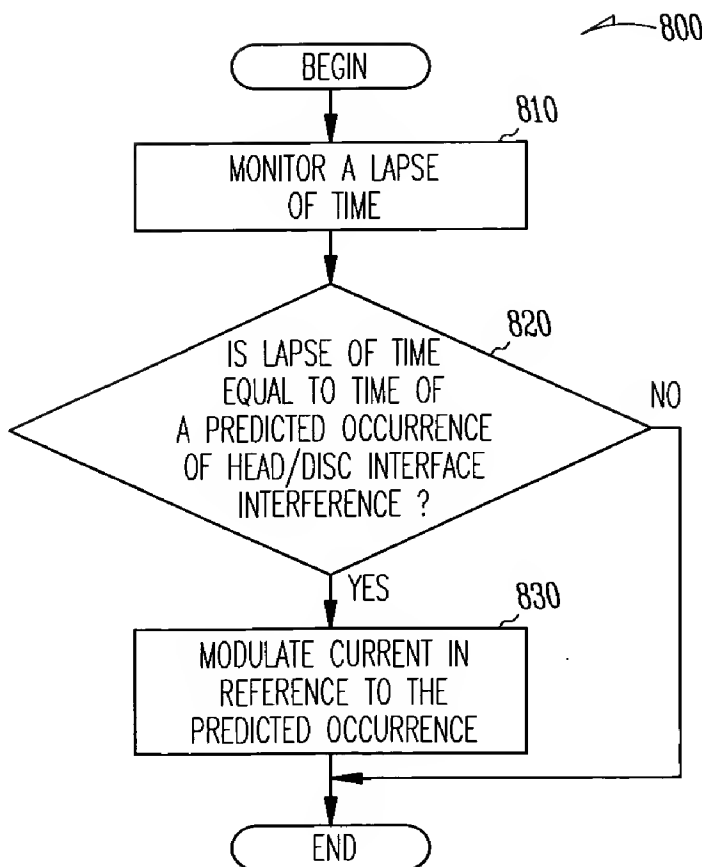 800
BEGIN
810
MONITOR A LAPSE
OF TIME
820
IS LAPSE OF TIME
EQUAL TO TIME OF
A PREDICTED OCCURRENCE
OF HEAD/DISC INTERFACE
INTERFERENCE ?
NO
YES
830
MODULATE CURRENT IN
REFERENCE TO THE
PREDICTED OCCURRENCE
END